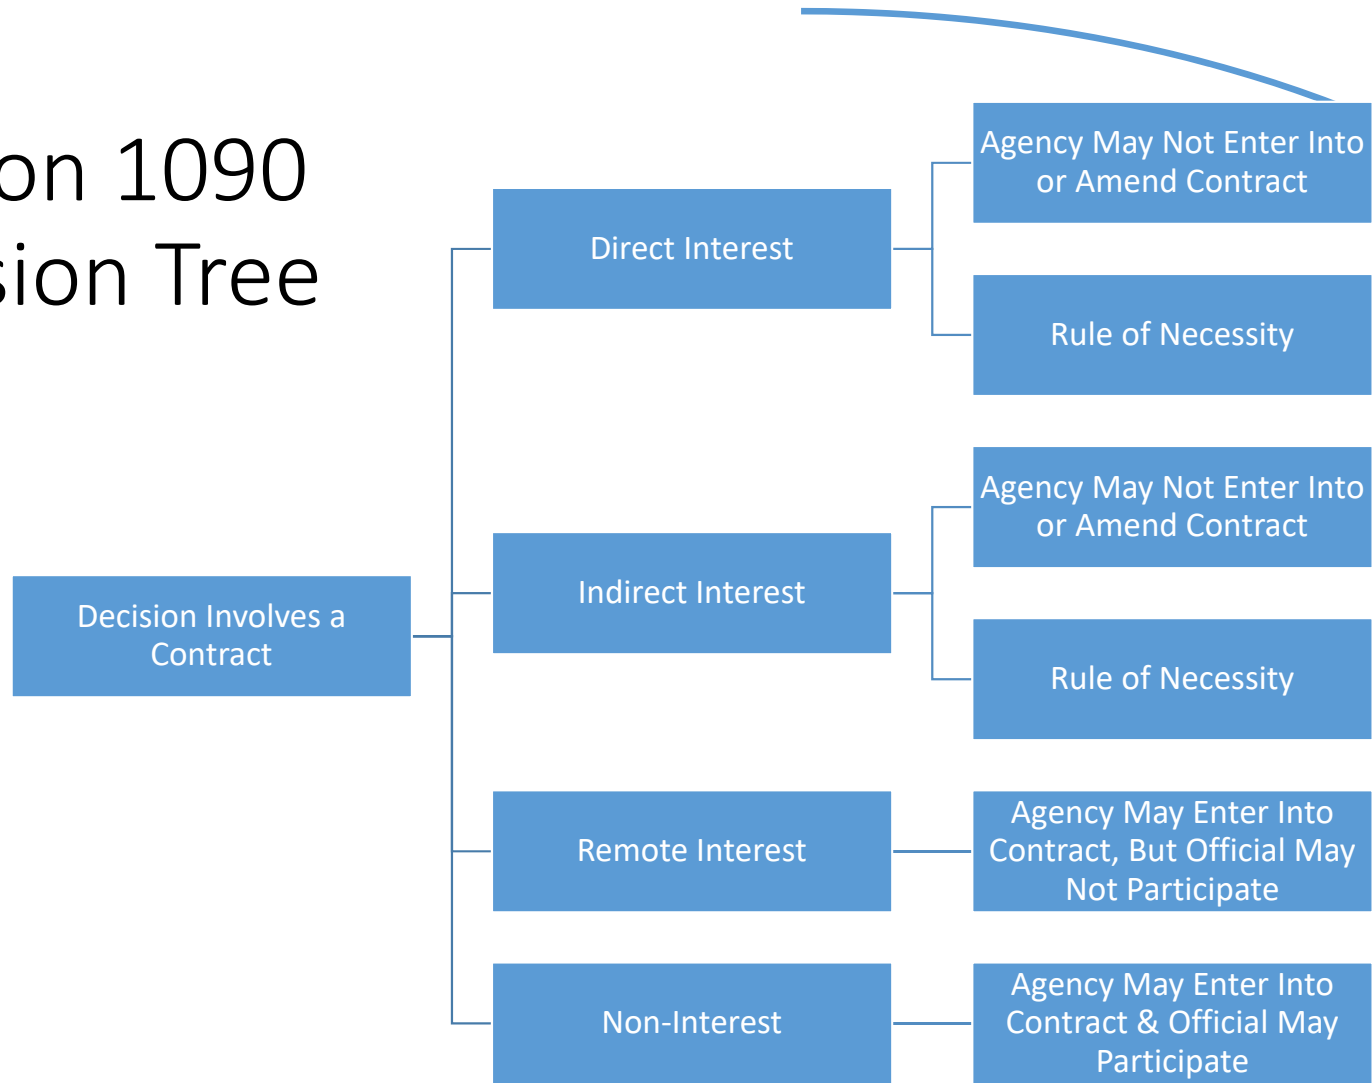 on 1090
sion Tree
Decision Involves a
Contract
Direct Interest
Agency May Not Enter Into
or Amend Contract
Rule of Necessity
Indirect Interest
Agency May Not Enter Into
or Amend Contract
Rule of Necessity
Remote Interest
Agency May Enter Into
Contract, But Official May
Not Participate
Non-Interest
Agency May Enter Into
Contract & Official May
Participate